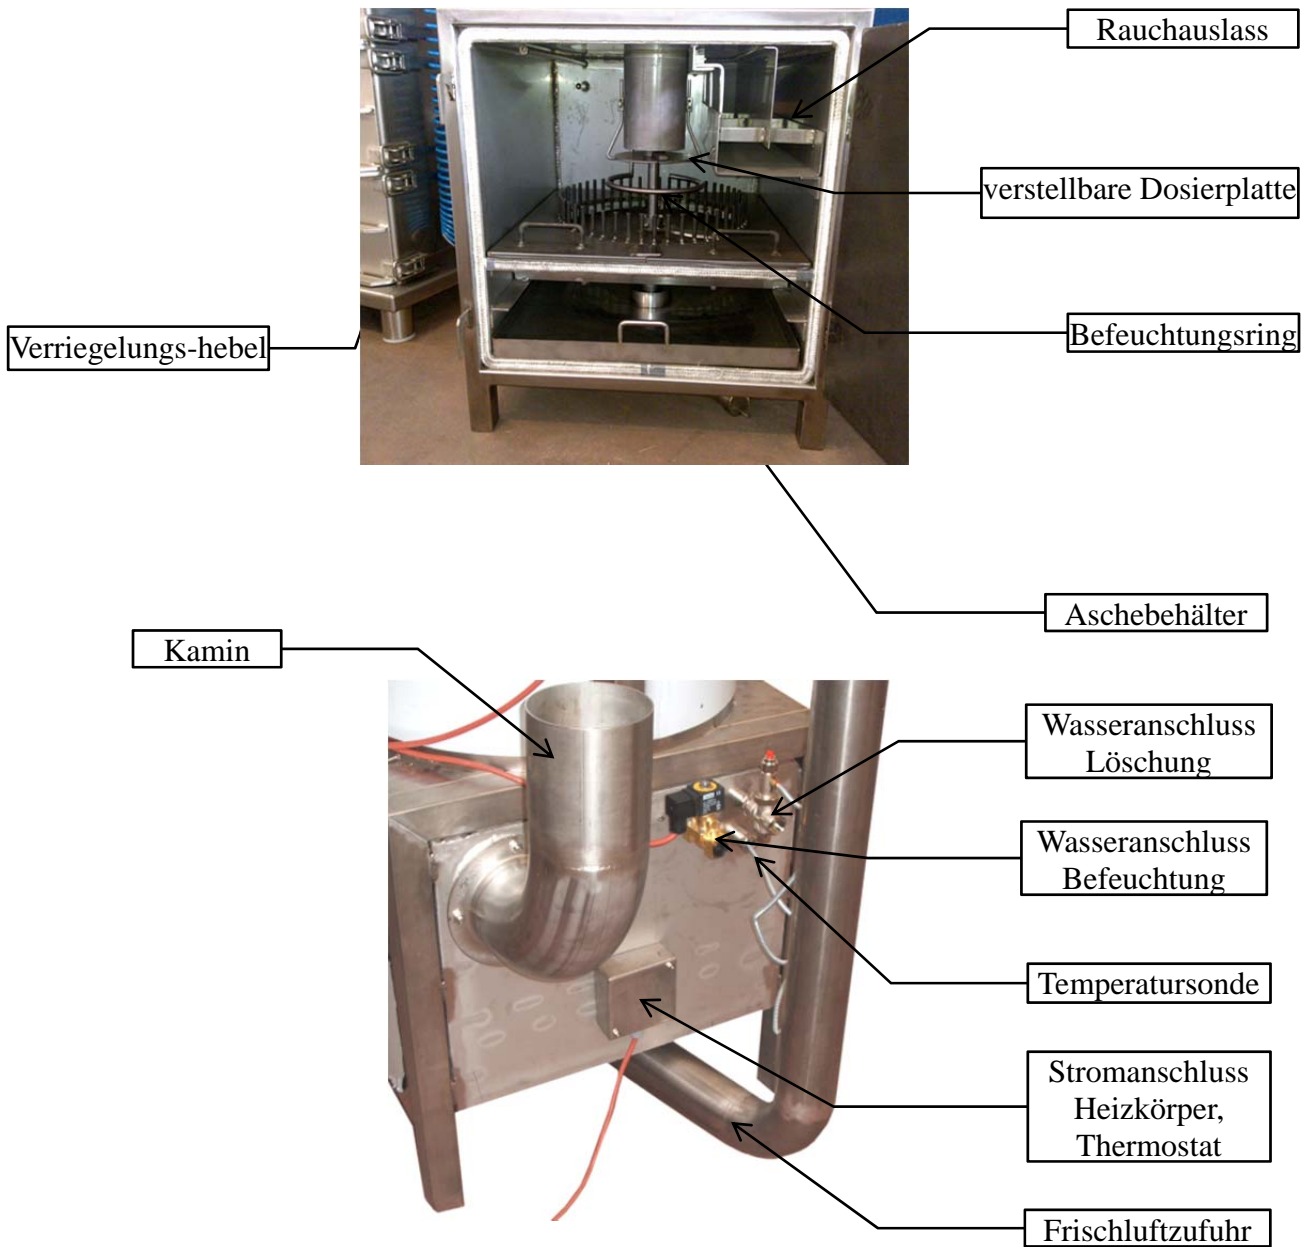 Rauchauslass
verstellbare Dosierplatte
Befeuchtungsring
Verriegelungs-hebel
Aschebehälter
Kamin
Wasseranschluss
Löschung
Wasseranschluss
Befeuchtung
Temperatursonde
Stromanschluss
Heizkörper,
Thermostat
Frischluftzufuhr